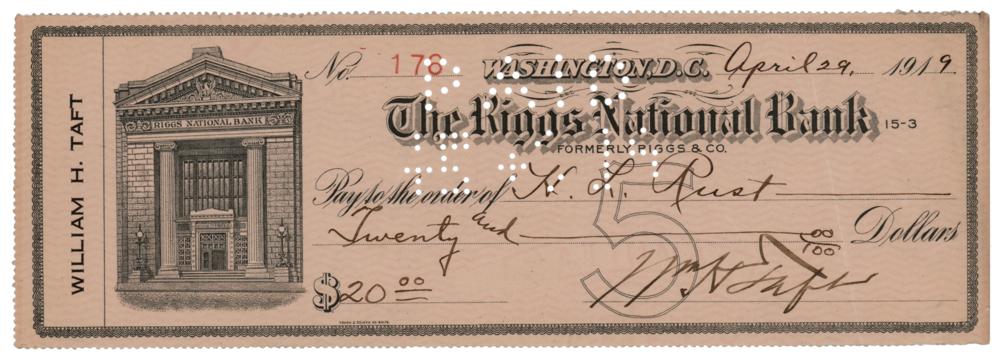 WILLIAM H. TAFT
RIGGS NATIONAL BANK
No. 178
WASHINGTON, D.C. April 29, 1919.
The Riggs National Bank 15-3
FORMERLY RIGGS & CO.
Pay to the order of H. L. Rust
Twenty and 00/100 Dollars
5
$20 00
Wm H Taft